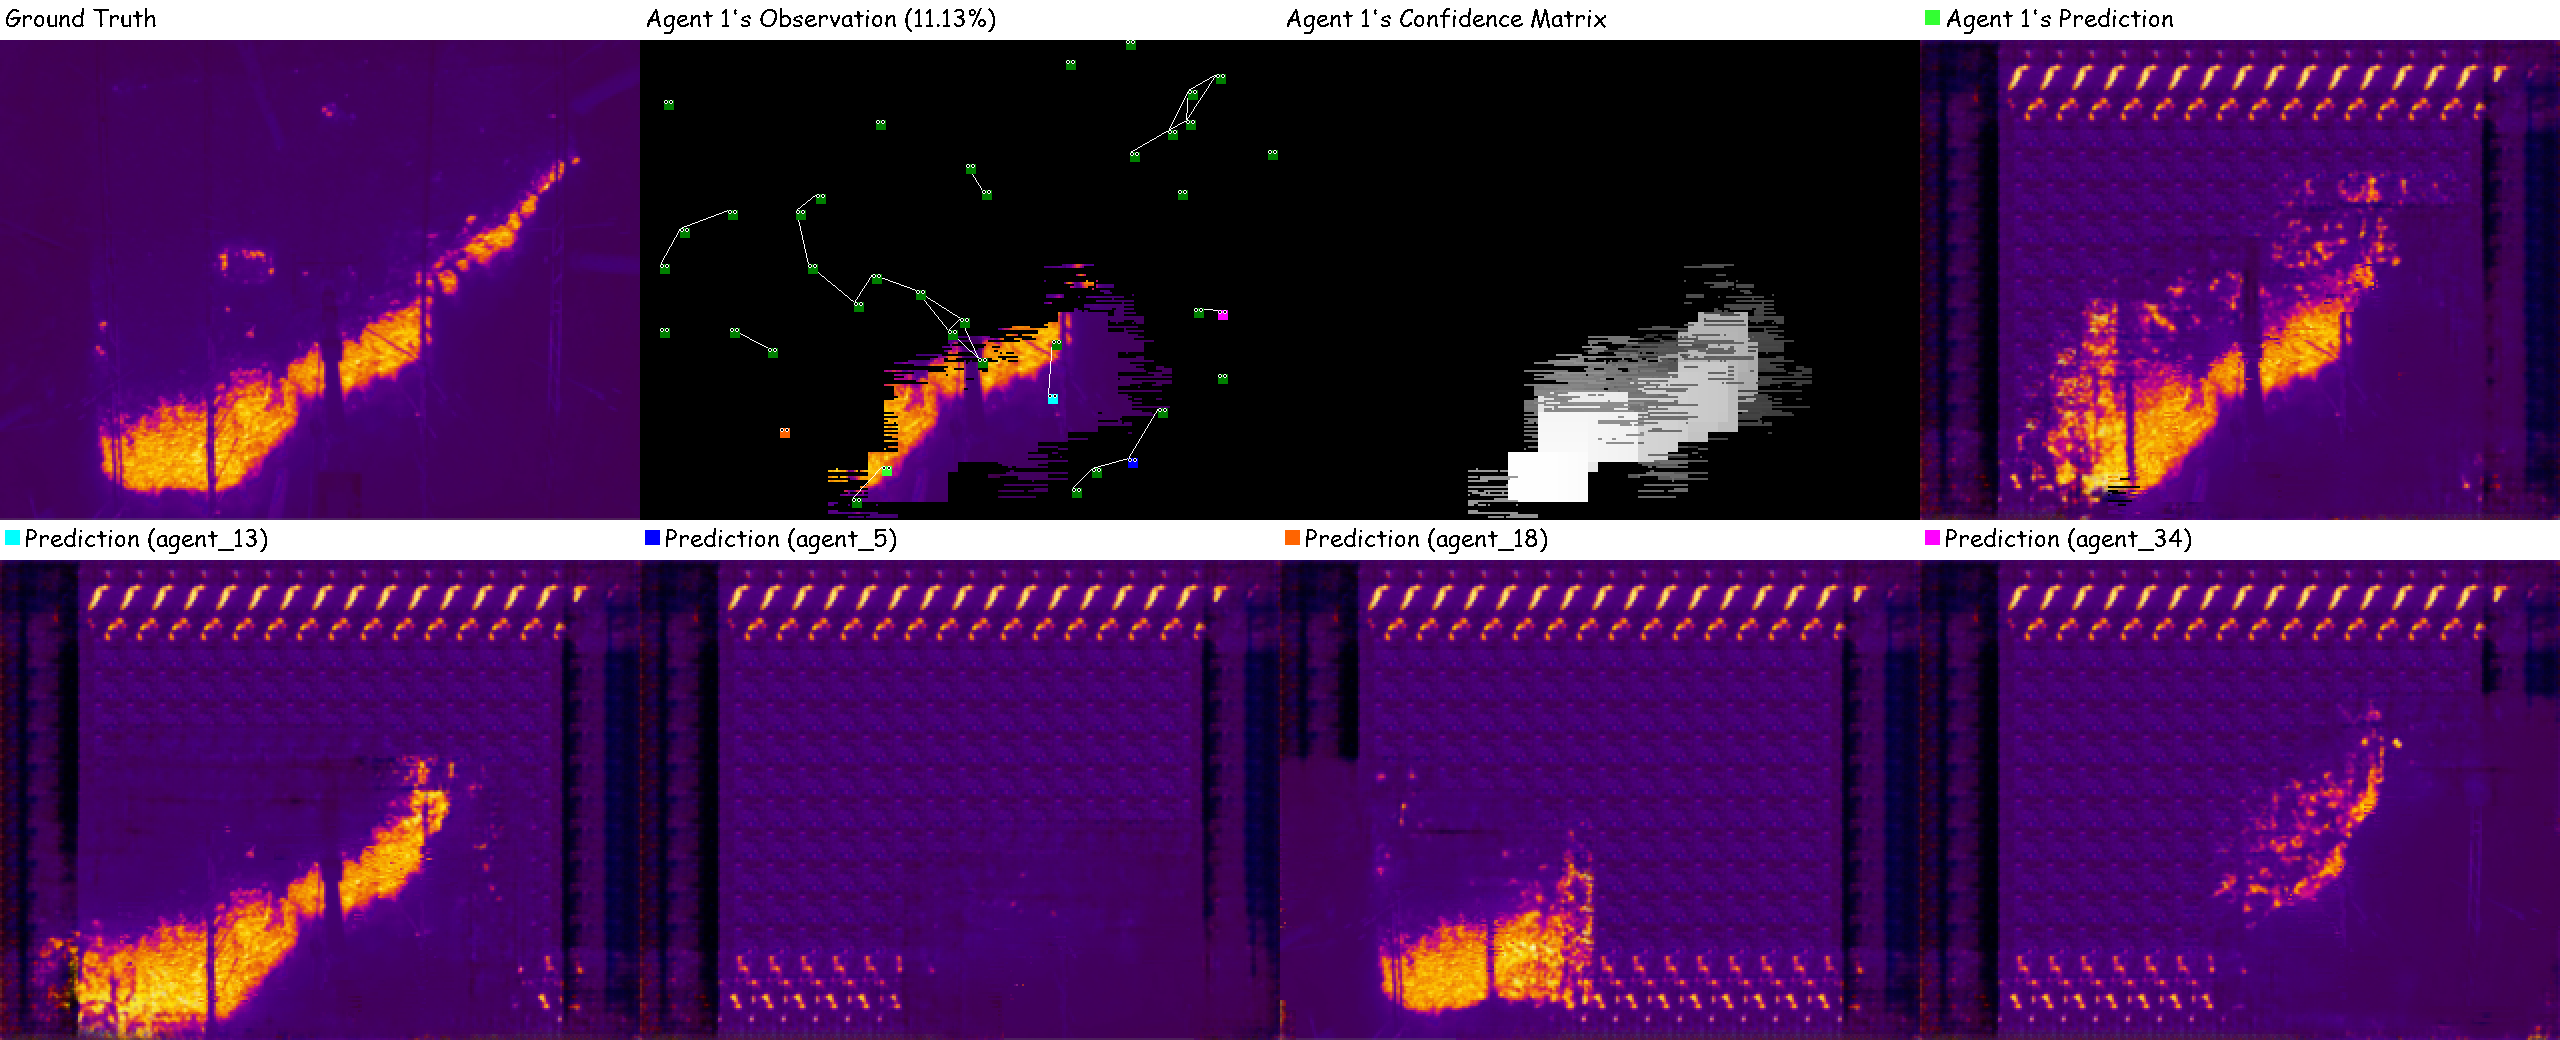 Ground Truth
Agent 1's Observation (11.13%)
Agent 1's Confidence Matrix
Agent 1's Prediction
Prediction (agent_13)
Prediction (agent_5)
Prediction (agent_18)
Prediction (agent_34)